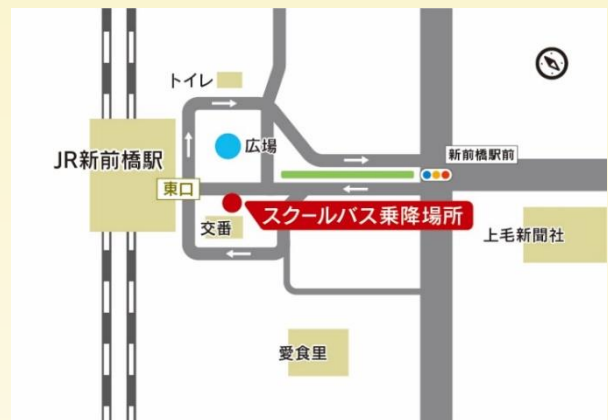 トイレ
広場
新前橋駅前
JR新前橋駅
東口
スクールバス乗降場所
交番
上毛新聞社
愛食里